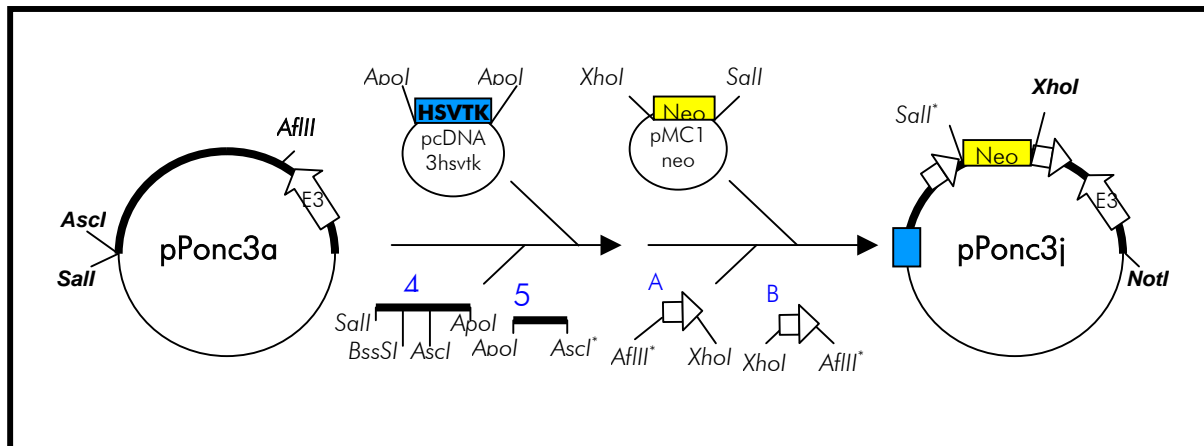 ApoI
ApoI
HSVTK
pcDNA
3hsvtk
XhoI
SalI
Neo
pMC1
neo
XhoI
SalI*
Neo
AflII
E3
E3
AscI
SalI
pPonc3a
pPonc3j
NotI
4
5
SalI
BssSI
AscI
ApoI
ApoI
AscI*
A
B
AflII*
XhoI
XhoI
AflII*